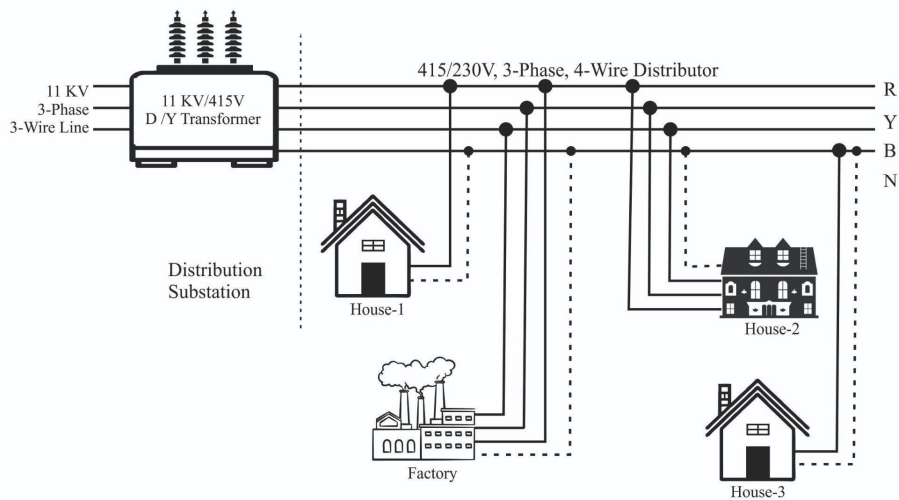 415/230V, 3-Phase, 4-Wire Distributor
11 KV
3-Phase
3-Wire Line
11 KV/415V
D /Y Transformer
R
Y
B
N
Distribution
Substation
House-1
House-2
Factory
House-3